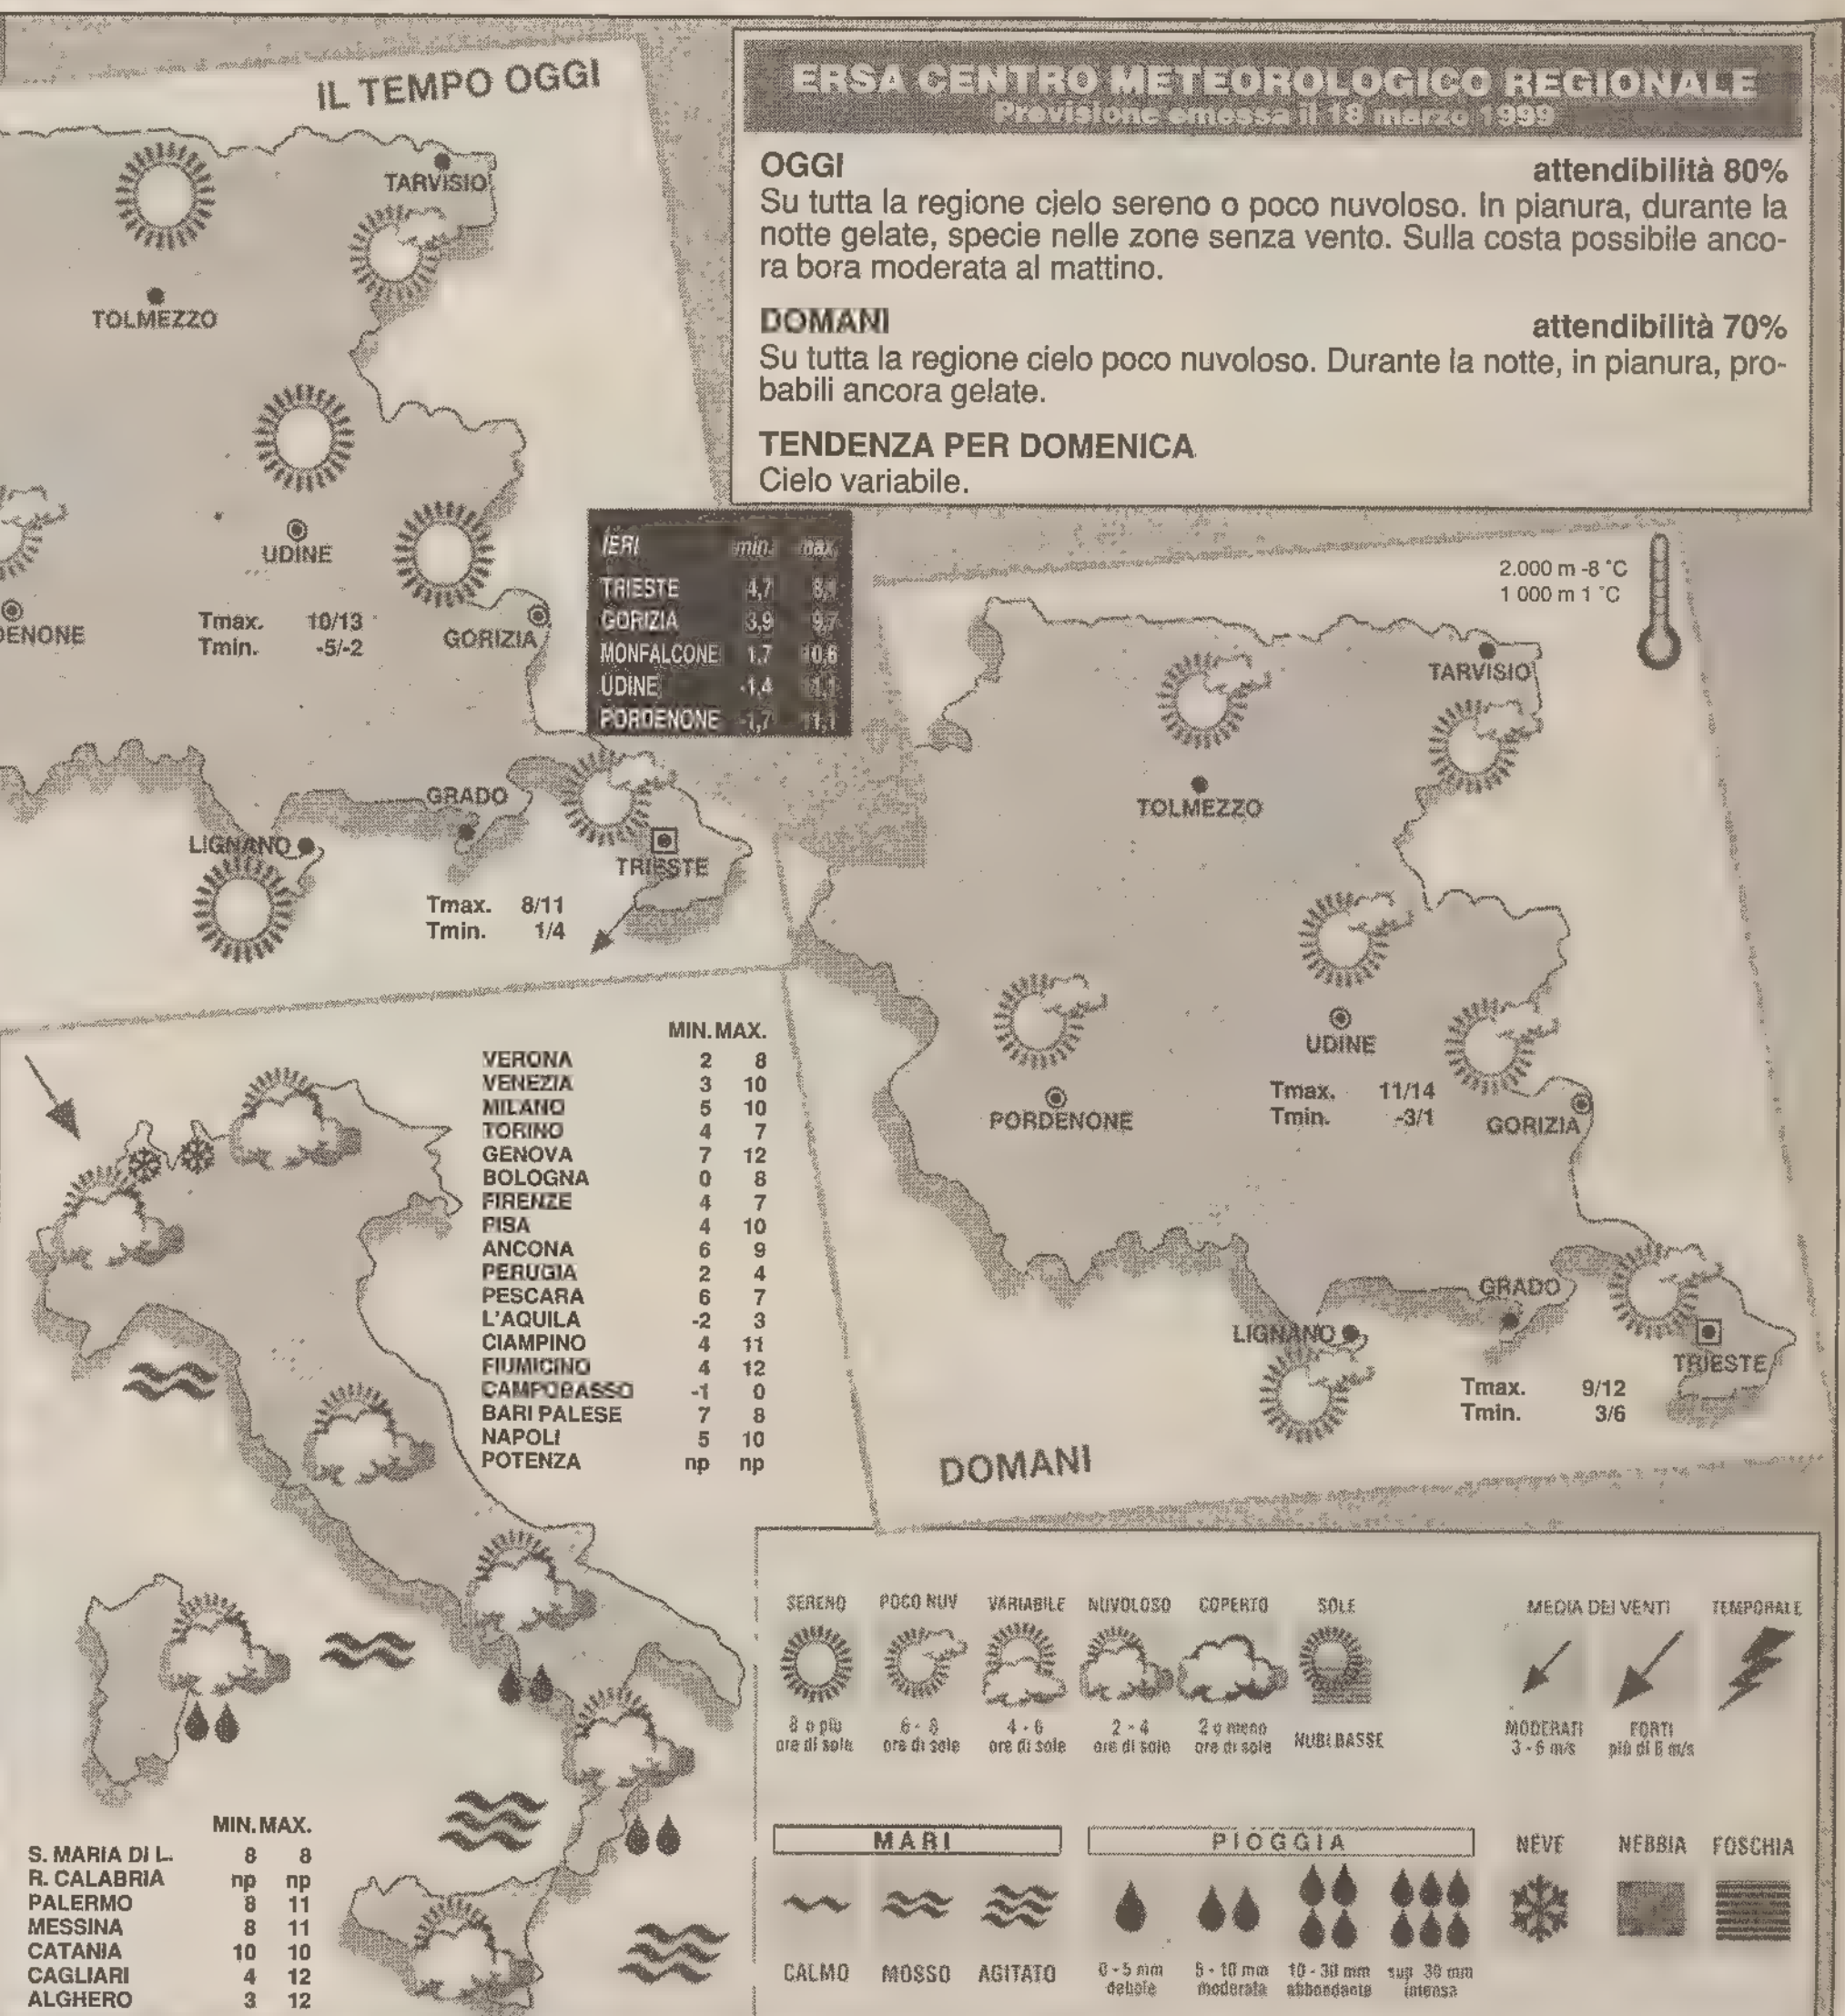 IL TEMPO OGGI
TARVISIO
TOLMEZZO
UDINE
DENONE
Tmax. 10/13
Tmin. -5/-2
GORIZIA
GRADO
LIGNANO
TRIESTE
Tmax. 8/11
Tmin. 1/4
ERSA CENTRO METEOROLOGICO REGIONALE
Previsione emessa il 18 marzo 1999
OGGI attendibilità 80%
Su tutta la regione cielo sereno o poco nuvoloso. In pianura, durante la
notte gelate, specie nelle zone senza vento. Sulla costa possibile anco-
ra bora moderata al mattino.
DOMANI attendibilità 70%
Su tutta la regione cielo poco nuvoloso. Durante la notte, in pianura, pro-
babili ancora gelate.
TENDENZA PER DOMENICA
Cielo variabile.
IERI min. max.
TRIESTE 4,7
GORIZIA 3,9 9,7
MONFALCONE 1,7 10,6
UDINE -1,4 11,1
PORDENONE -1,7 11,1
2.000 m -8 °C
1 000 m 1 °C
TARVISIO
TOLMEZZO
UDINE
PORDENONE
Tmax. 11/14
Tmin. -3/1
GORIZIA
GRADO
LIGNANO
TRIESTE
Tmax. 9/12
Tmin. 3/6
DOMANI
MIN. MAX.
VERONA 2 8
VENEZIA 3 10
MILANO 5 10
TORINO 4 7
GENOVA 7 12
BOLOGNA 0 8
FIRENZE 4 7
PISA 4 10
ANCONA 6 9
PERUGIA 2 4
PESCARA 6 7
L'AQUILA -2 3
CIAMPINO 4 11
FIUMICINO 4 12
CAMPOBASSO -1 0
BARI PALESE 7 8
NAPOLI 5 10
POTENZA np np
MIN. MAX.
S. MARIA DI L. 8 8
R. CALABRIA np np
PALERMO 8 11
MESSINA 8 11
CATANIA 10 10
CAGLIARI 4 12
ALGHERO 3 12
SERENO POCO NUV VARIABILE NUVOLOSO COPERTO SOLE MEDIA DEI VENTI TEMPORALE
8 o più 6 - 8 4 - 6 2 - 4 2 o meno NUBI BASSE MODERATI FORTI
ore di sole ore di sole ore di sole ore di sole ore di sole 3 - 6 m/s più di 6 m/s
MARI PIOGGIA NEVE NEBBIA FOSCHIA
CALMO MOSSO AGITATO 0 - 5 mm 5 - 10 mm 10 - 30 mm sup 30 mm
debole moderata abbondante intensa